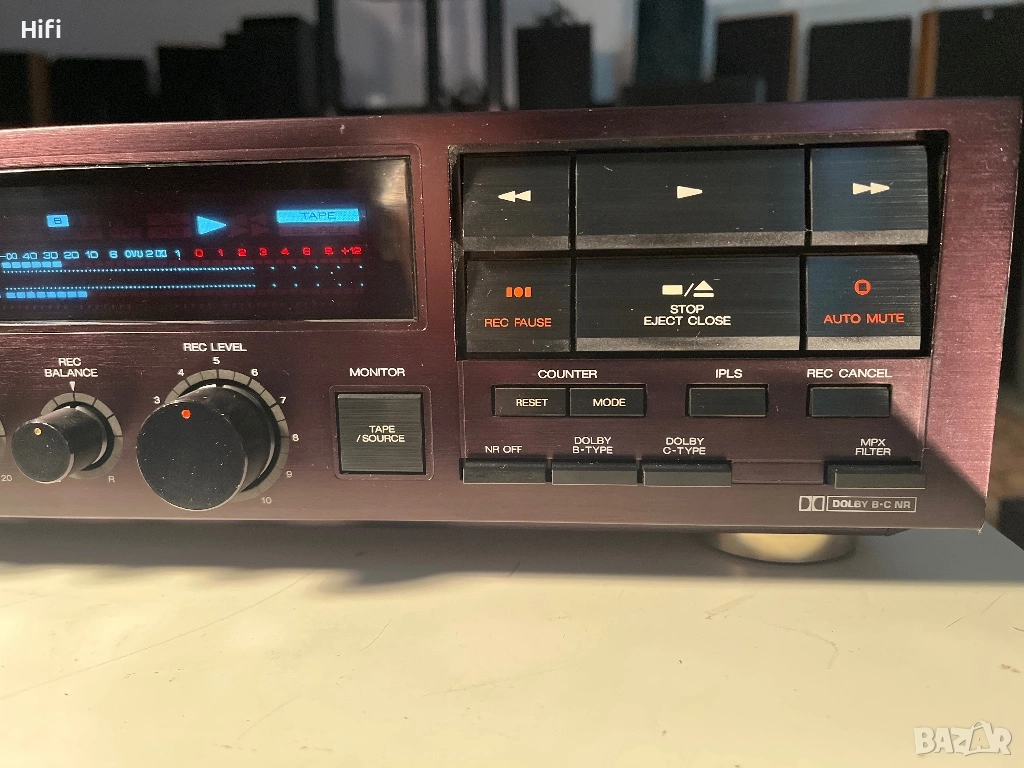 Hifi
B
TAPE
-∞ 40 30 20 10 6 0VU 2 1 0 1 2 3 4 6 8 +12
REC PAUSE
STOP
EJECT CLOSE
AUTO MUTE
REC
BALANCE
20
R
REC LEVEL
3 4 5 6 7 8 9 10
MONITOR
TAPE
/SOURCE
COUNTER
RESET
MODE
IPLS
REC CANCEL
NR OFF
DOLBY
B-TYPE
DOLBY
C-TYPE
MPX
FILTER
DOLBY B•C NR
BAZAR